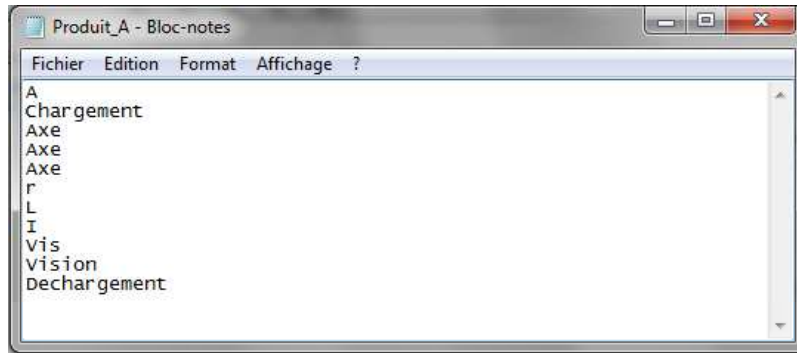 Produit_A - Bloc-notes
Fichier Edition Format Affichage ?
A
Chargement
Axe
Axe
Axe
r
L
I
Vis
Vision
Dechargement